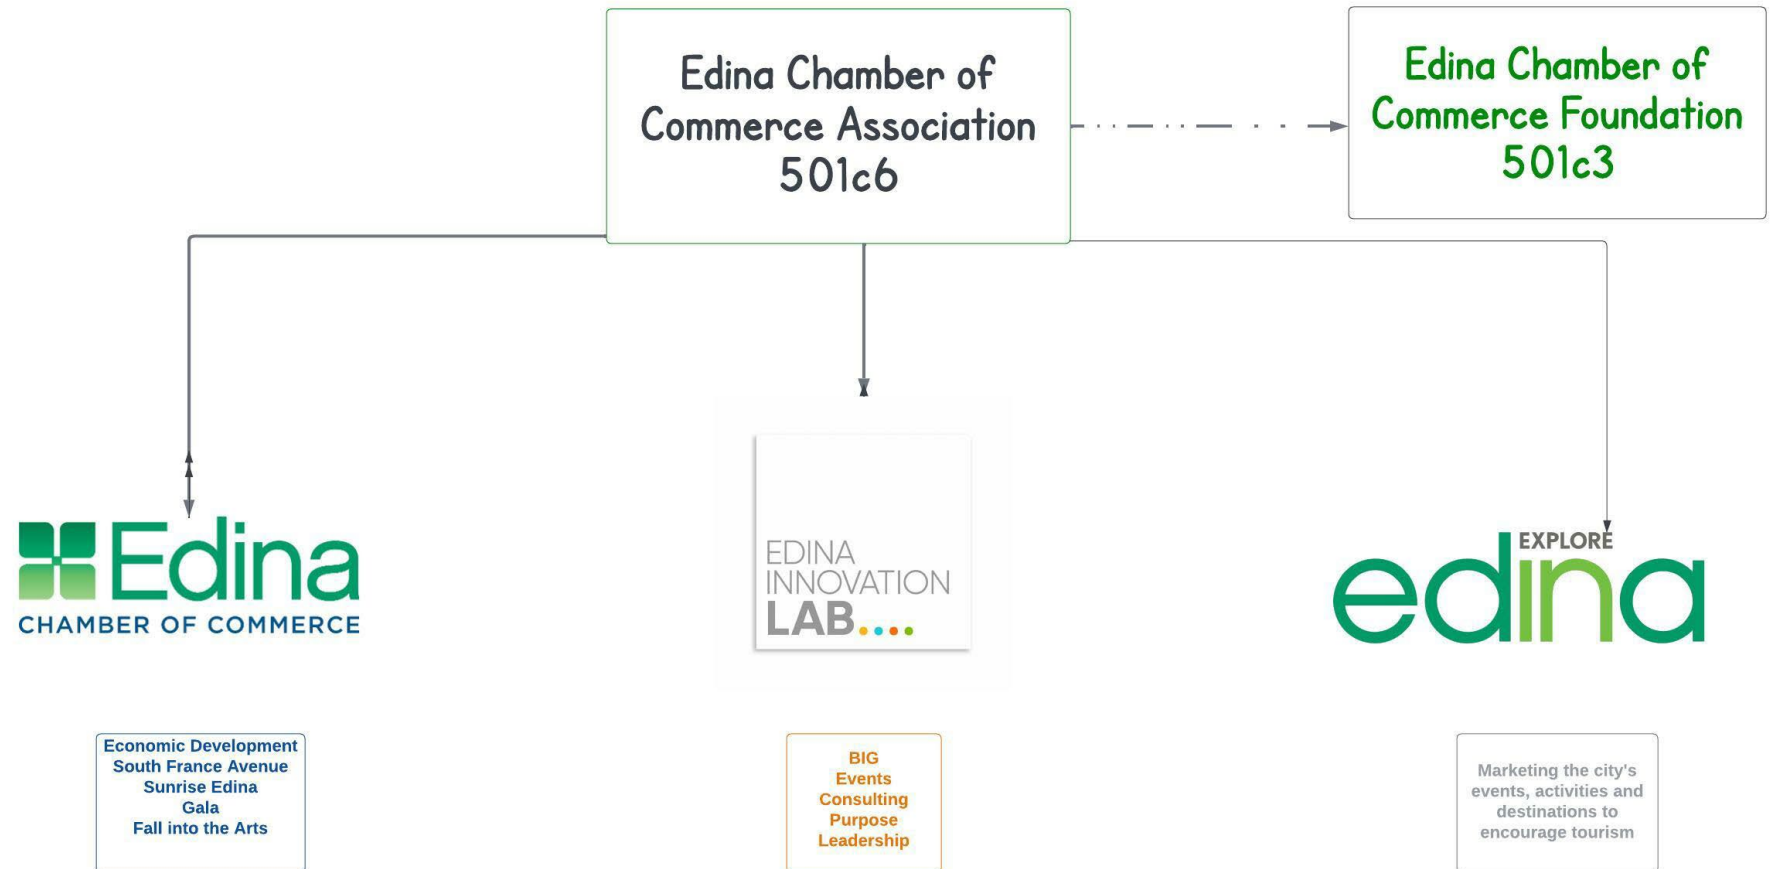 Edina Chamber of
Commerce Association
501c6
Edina Chamber of
Commerce Foundation
501c3
Edina
CHAMBER OF COMMERCE
EDINA
INNOVATION
LAB....
EXPLORE
edina
Economic Development
South France Avenue
Sunrise Edina
Gala
Fall into the Arts
BIG
Events
Consulting
Purpose
Leadership
Marketing the city's
events, activities and
destinations to
encourage tourism